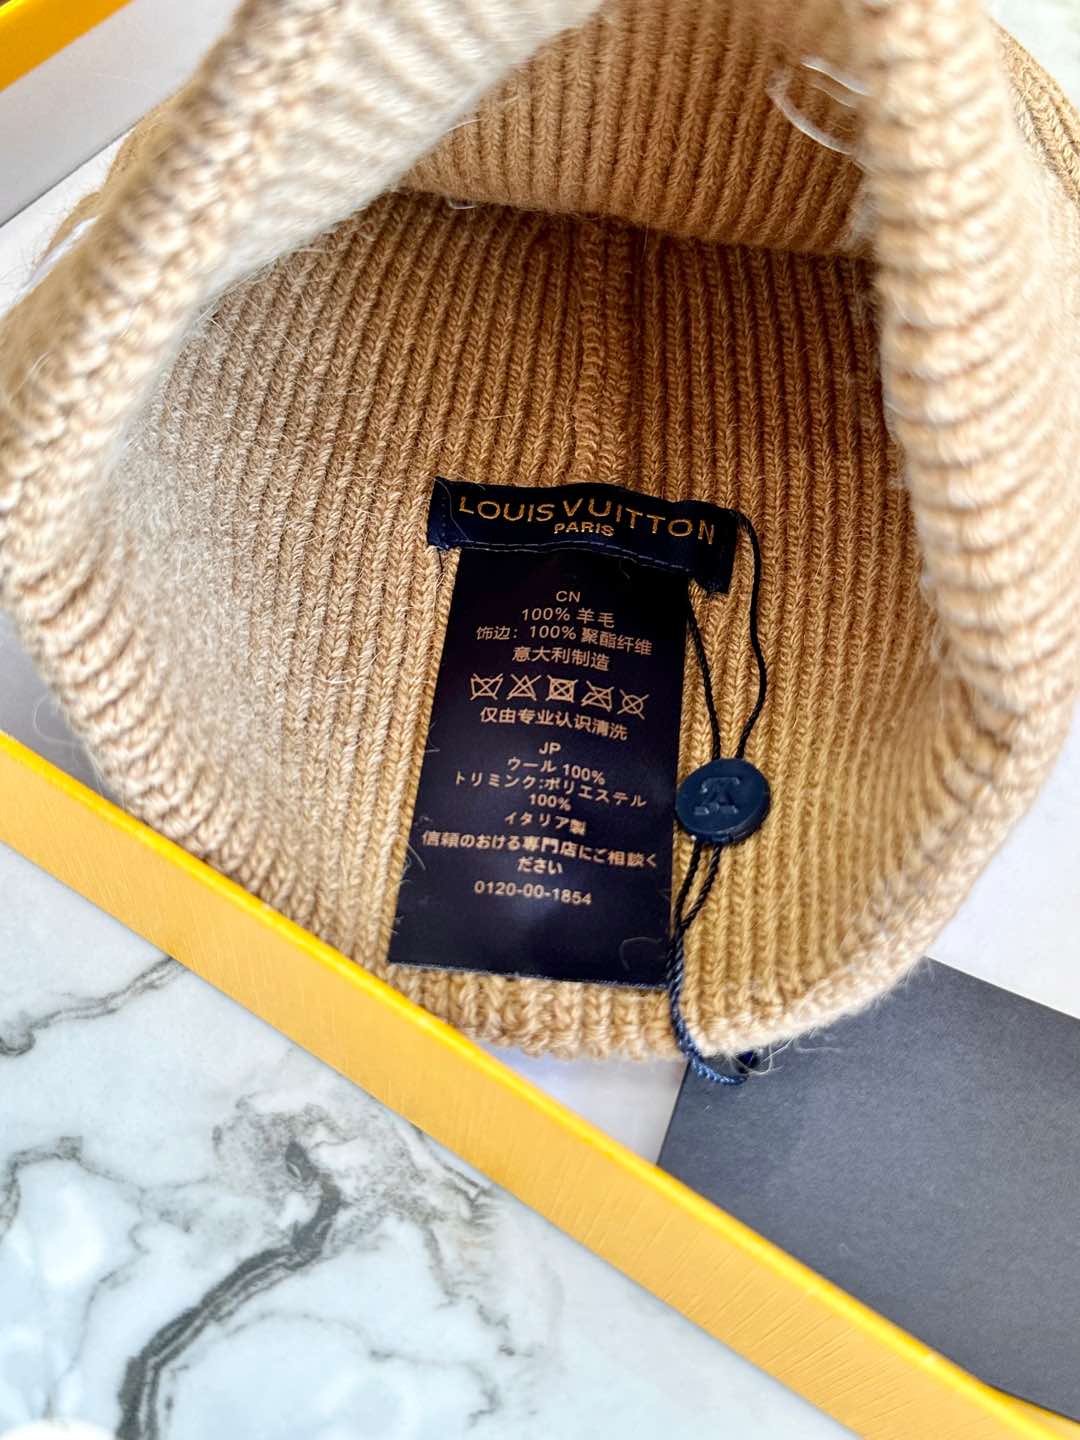 LOUIS VUITTON
PARIS
CN
100% 羊毛
饰边：100% 聚酯纤维
意大利制造
仅由专业认识清洗
JP
ウール 100%
トリミンク:ポリエステル
100%
イタリア製
信頼のおける専門店にご相談く
ださい
0120-00-1854